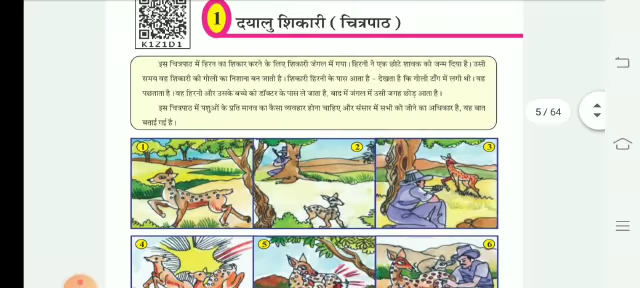 K1Z1D1
1 दयालु शिकारी ( चित्रपाठ )
इस चित्रपाठ में हिरन का शिकार करने के लिए शिकारी जंगल में गया। हिरनी ने एक छोटे शावक को जन्म दिया है। उसी
समय वह शिकारी की गोली का निशाना बन जाती है। शिकारी हिरनी के पास आता है - देखता है कि गोली टाँग में लगी थी। वह
पछताता है। वह हिरनी और उसके बच्चे को डॉक्टर के पास ले जाता है, बाद में जंगल में उसी जगह छोड़ आता है।
इस चित्रपाठ में पशुओं के प्रति मानव का कैसा व्यवहार होना चाहिए और संसार में सभी को जीने का अधिकार है, यह बात
बताई गई है।
5 / 64
1
2
3
4
5
6